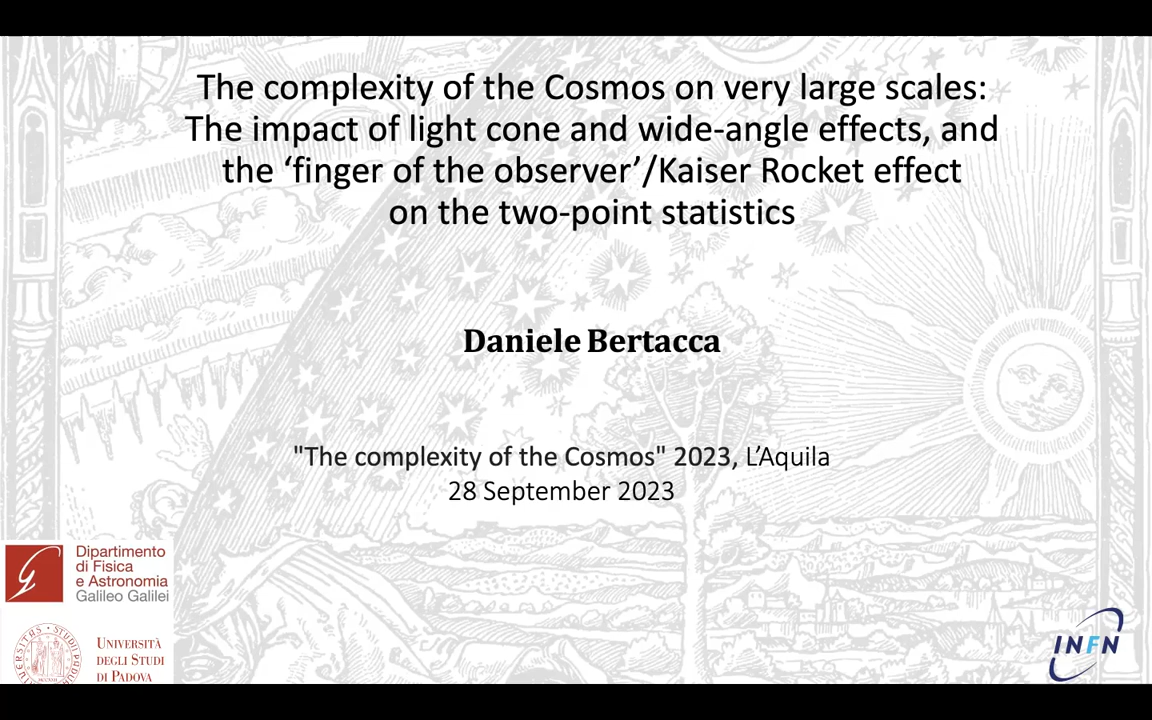 The complexity of the Cosmos on very large scales:
The impact of light cone and wide-angle effects, and
the ‘finger of the observer’/Kaiser Rocket effect
on the two-point statistics
Daniele Bertacca
"The complexity of the Cosmos" 2023, L’Aquila
28 September 2023
Dipartimento
di Fisica
e Astronomia
Galileo Galilei
UNIVERSITÀ
DEGLI STUDI
DI PADOVA
INFN